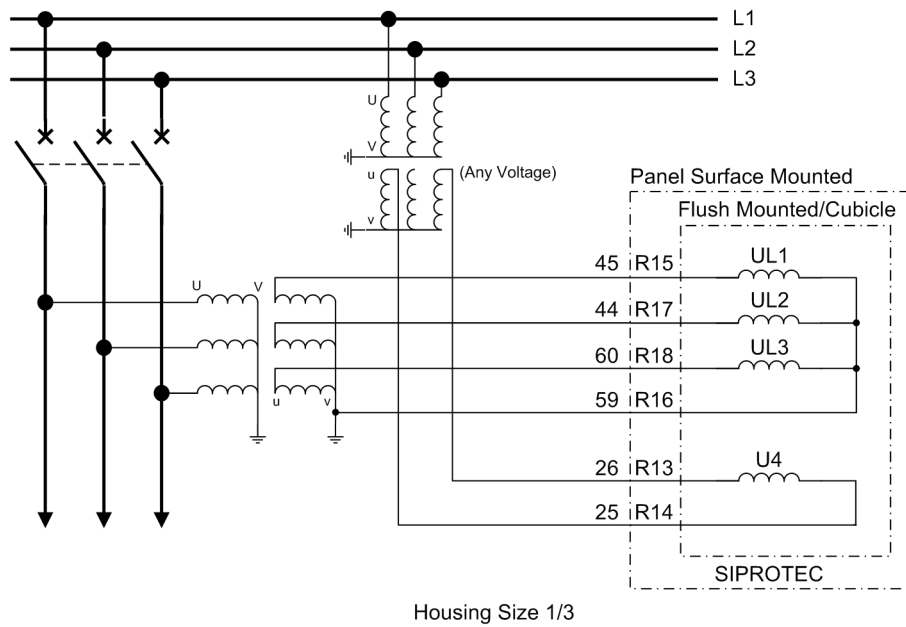 L1
L2
L3
U
V
u
(Any Voltage)
v
Panel Surface Mounted
Flush Mounted/Cubicle
U V
45 R15 UL1
44 R17 UL2
60 R18 UL3
u v
59 R16
26 R13 U4
25 R14
SIPROTEC
Housing Size 1/3